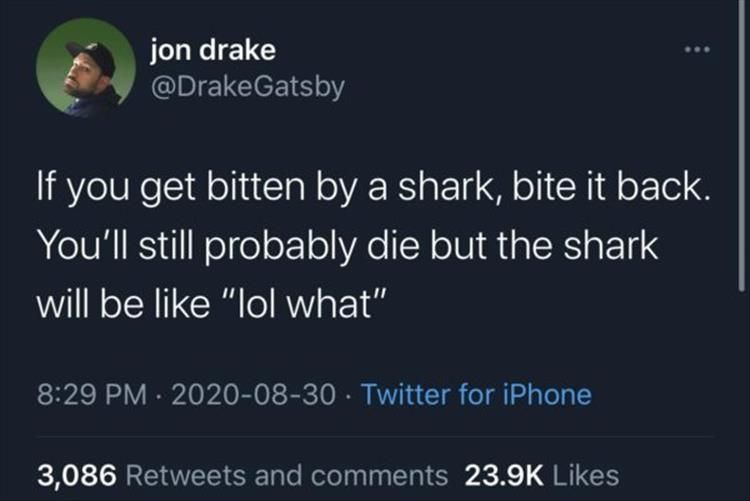 jon drake
@DrakeGatsby
If you get bitten by a shark, bite it back.
You’ll still probably die but the shark
will be like “lol what”
8:29 PM · 2020-08-30 · Twitter for iPhone
3,086 Retweets and comments 23.9K Likes